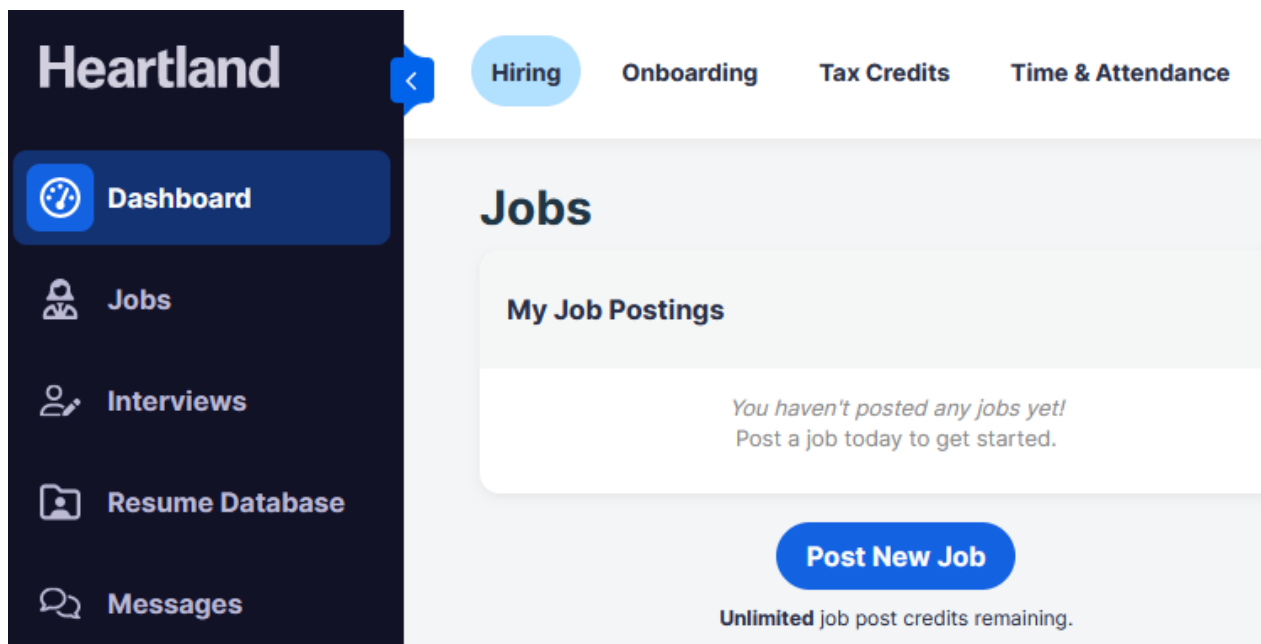 Heartland
Hiring Onboarding Tax Credits Time & Attendance
Dashboard
Jobs
Interviews
Resume Database
Messages
Jobs
My Job Postings
You haven't posted any jobs yet!
Post a job today to get started.
Post New Job
Unlimited job post credits remaining.